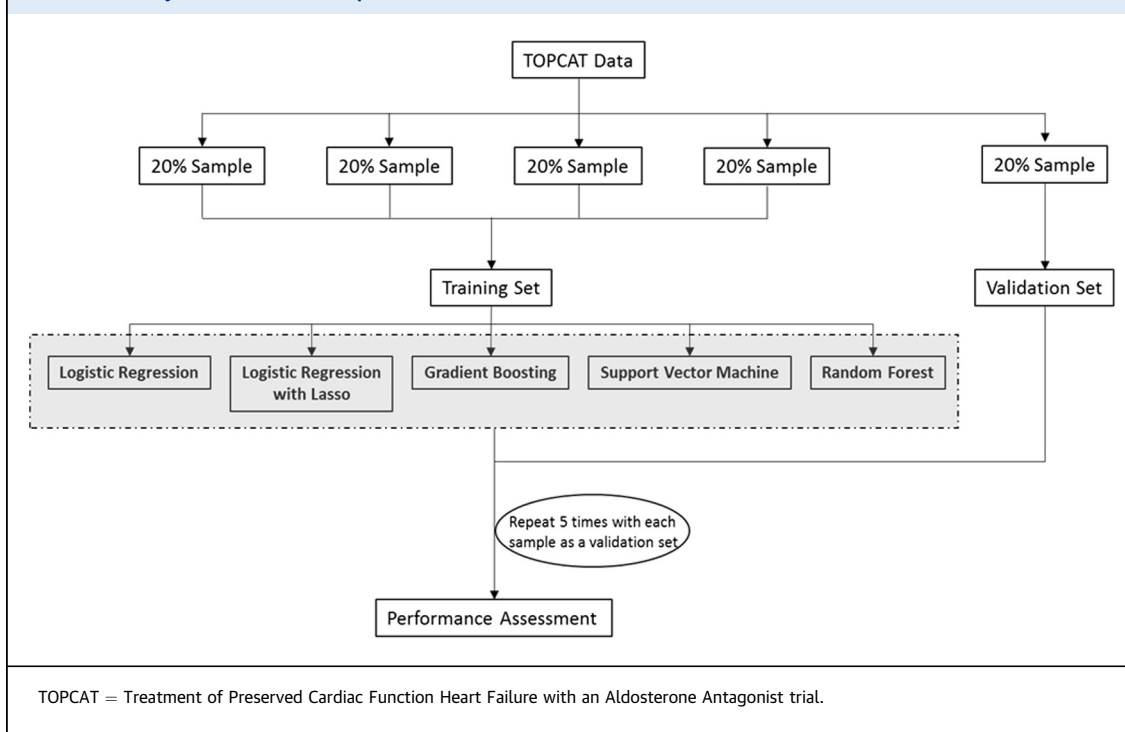 TOPCAT Data
20% Sample
20% Sample
20% Sample
20% Sample
20% Sample
Training Set
Validation Set
Logistic Regression
Logistic Regression
with Lasso
Gradient Boosting
Support Vector Machine
Random Forest
Repeat 5 times with each
sample as a validation set
Performance Assessment
TOPCAT = Treatment of Preserved Cardiac Function Heart Failure with an Aldosterone Antagonist trial.